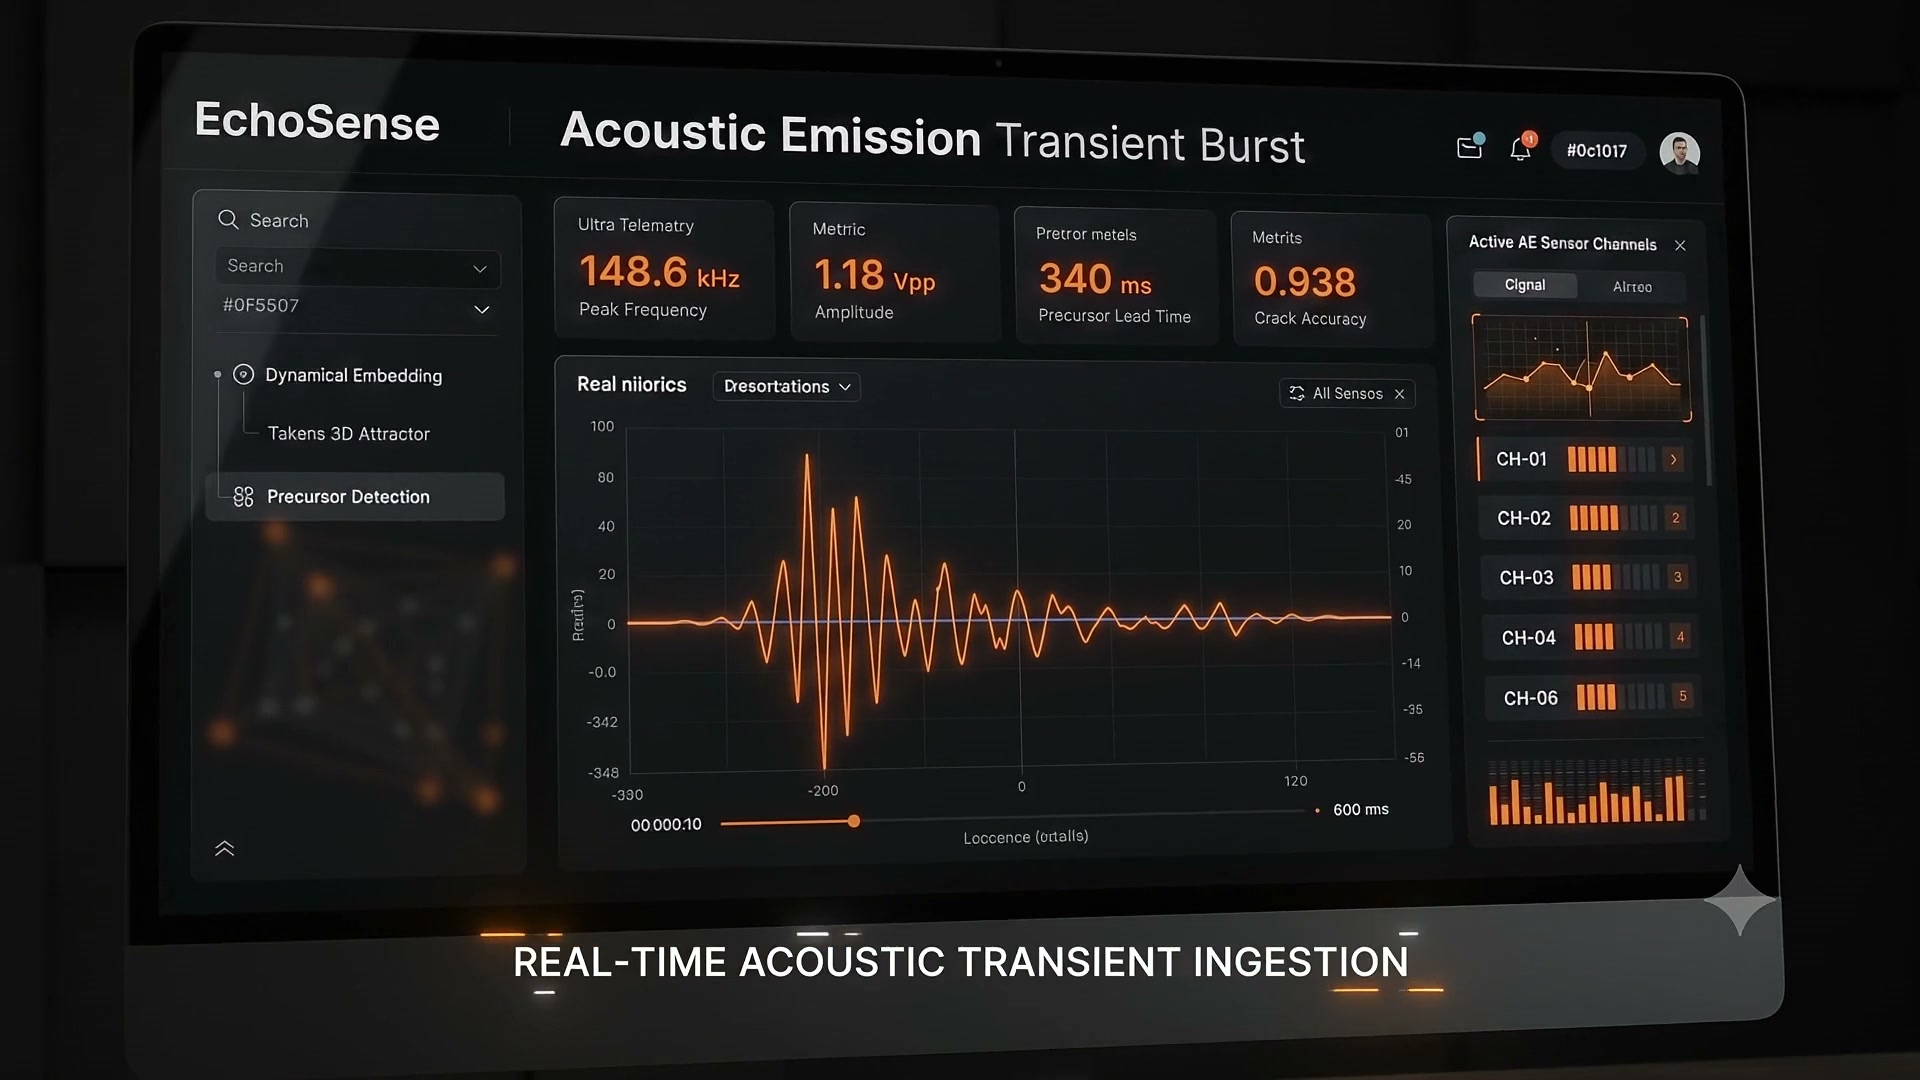 EchoSense
Acoustic Emission Transient Burst
#0c1017
Search
Search
#0F5507
Dynamical Embedding
Takens 3D Attractor
Precursor Detection
Ultra Telematry
148.6 kHz
Peak Frequency
Metric
1.18 Vpp
Amplitude
Pretror metels
340 ms
Precursor Lead Time
Metrits
0.938
Crack Accuracy
Real niiorics
Dresortations
All Sensos
100
80
40
20
0
-0.0
-342
-348
01
-45
20
10
0
-14
-35
-56
-330
-200
0
120
00 000.10
600 ms
Loccence (ortalls)
Active AE Sensor Channels
Cignal
Airteo
CH-01
CH-02
2
CH-03
3
CH-04
4
CH-06
5
REAL-TIME ACOUSTIC TRANSIENT INGESTION